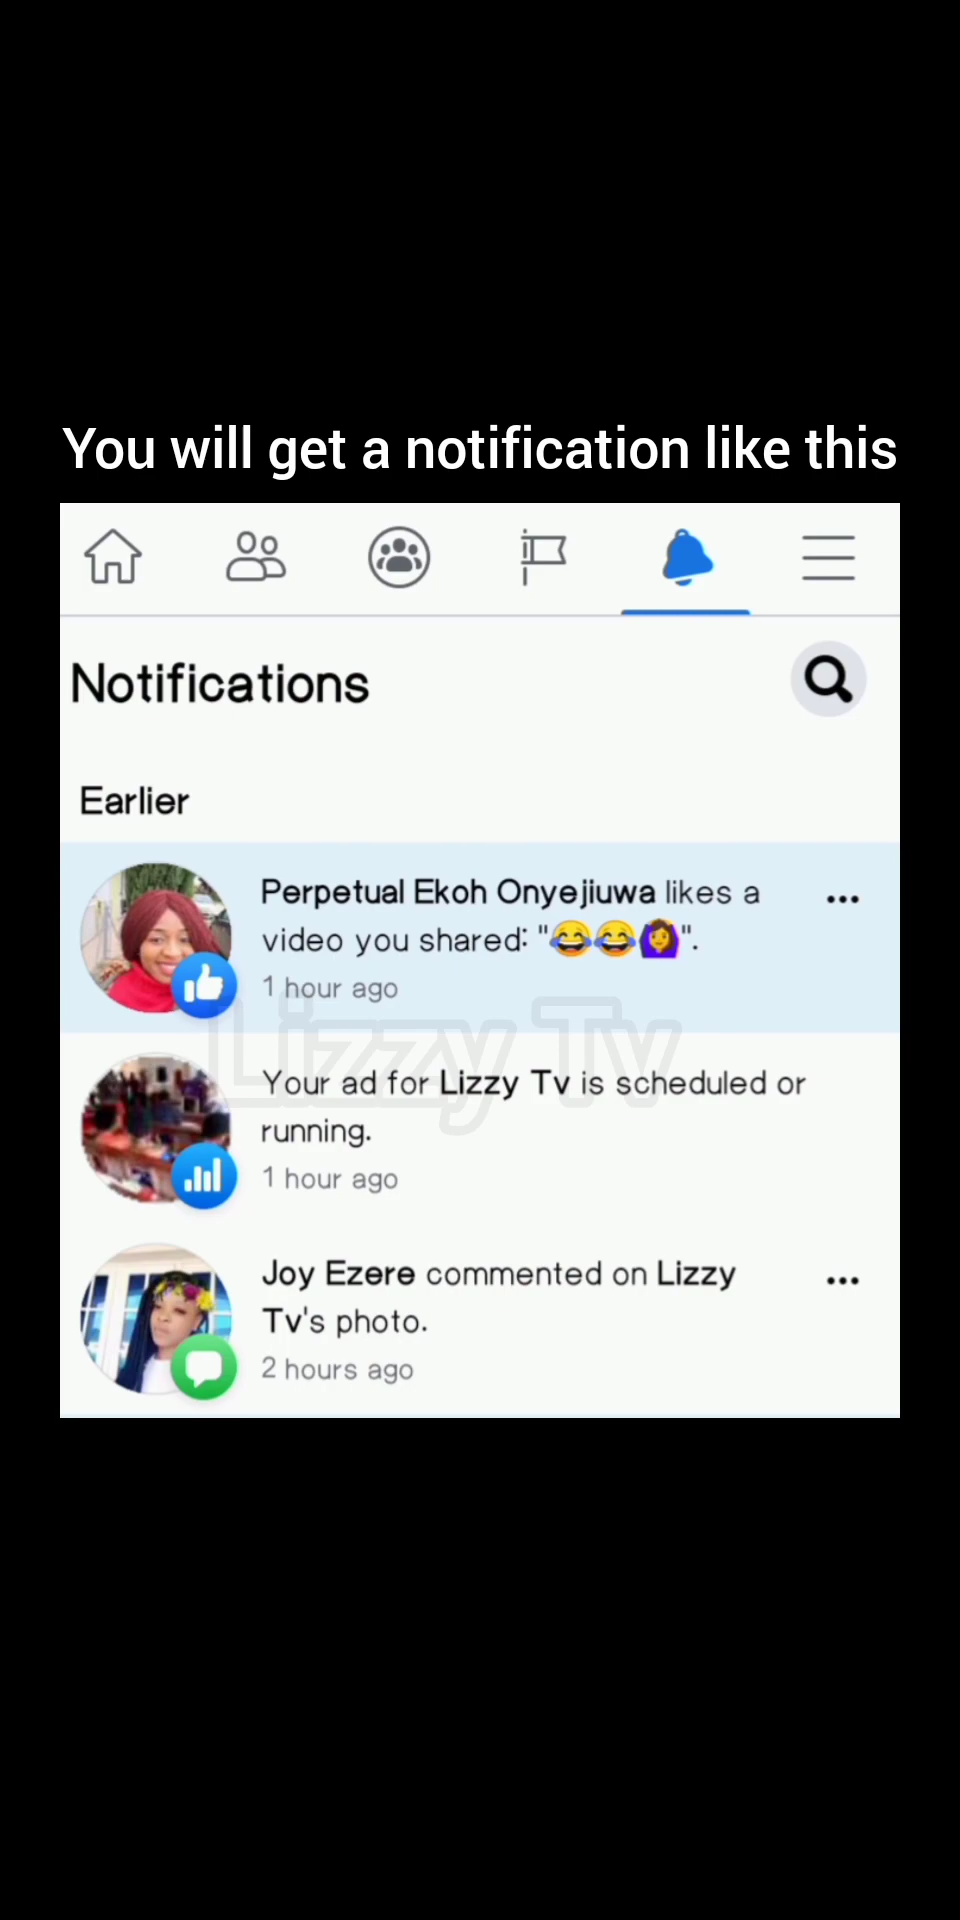 You will get a notification like this
Notifications
Earlier
Perpetual Ekoh Onyejiuwa likes a
video you shared: "😂😂🙆‍♀️".
1 hour ago
Lizzy Tv
Your ad for Lizzy Tv is scheduled or
running.
1 hour ago
Joy Ezere commented on Lizzy
Tv's photo.
2 hours ago